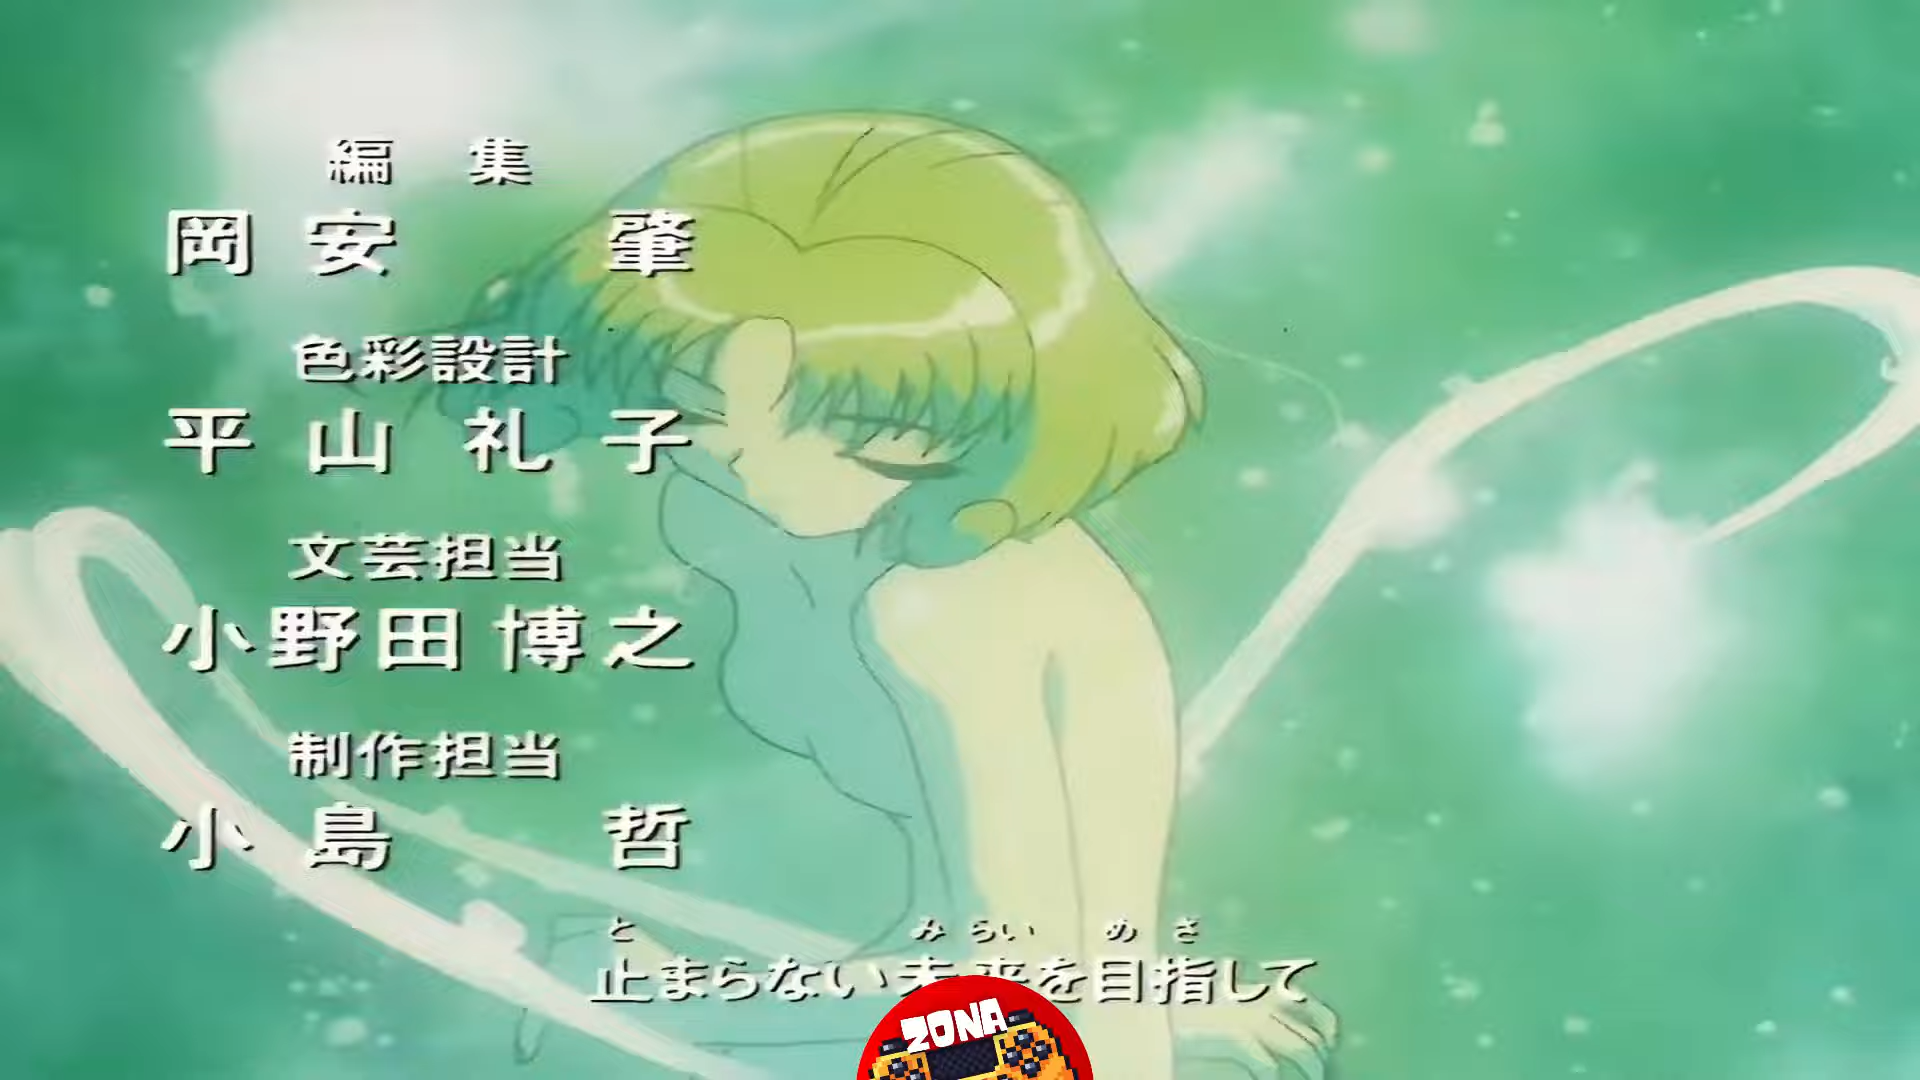 編 集
岡安 肇
色彩設計
平山礼子
文芸担当
小野田博之
制作担当
小島 哲
と みらい めざ
止まらない未来を目指して
ZONA